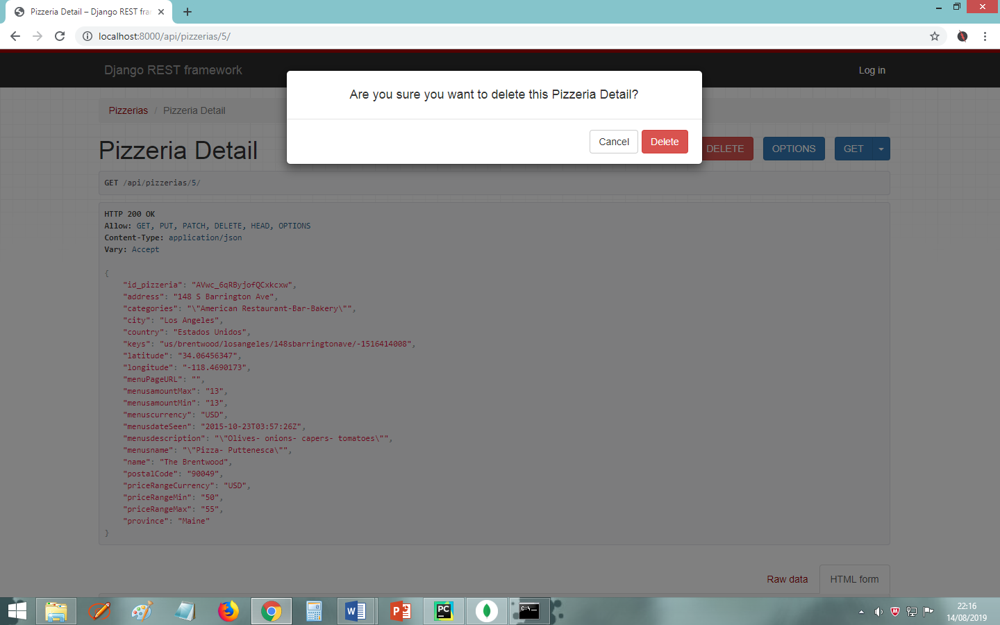 Pizzeria Detail – Django REST fra
localhost:8000/api/pizzerias/5/
Django REST framework
Log in
Are you sure you want to delete this Pizzeria Detail?
Cancel
Delete
Pizzerias / Pizzeria Detail
Pizzeria Detail
DELETE
OPTIONS
GET
GET /api/pizzerias/5/
HTTP 200 OK
Allow: GET, PUT, PATCH, DELETE, HEAD, OPTIONS
Content-Type: application/json
Vary: Accept
{
"id_pizzeria": "AVwc_6qRByjofQCxkcxw",
"address": "148 S Barrington Ave",
"categories": "\"American Restaurant-Bar-Bakery\"",
"city": "Los Angeles",
"country": "Estados Unidos",
"keys": "us/brentwood/losangeles/148sbarringtonave/-1516414008",
"latitude": "34.06456347",
"longitude": "-118.4690173",
"menuPageURL": "",
"menusamountMax": "13",
"menusamountMin": "13",
"menuscurrency": "USD",
"menusdateSeen": "2015-10-23T03:57:26Z",
"menusdescription": "\"Olives- onions- capers- tomatoes\"",
"menusname": "\"Pizza- Puttenesca\"",
"name": "The Brentwood",
"postalCode": "90049",
"priceRangeCurrency": "USD",
"priceRangeMin": "50",
"priceRangeMax": "55",
"province": "Maine"
}
Raw data
HTML form
22:16
14/08/2019